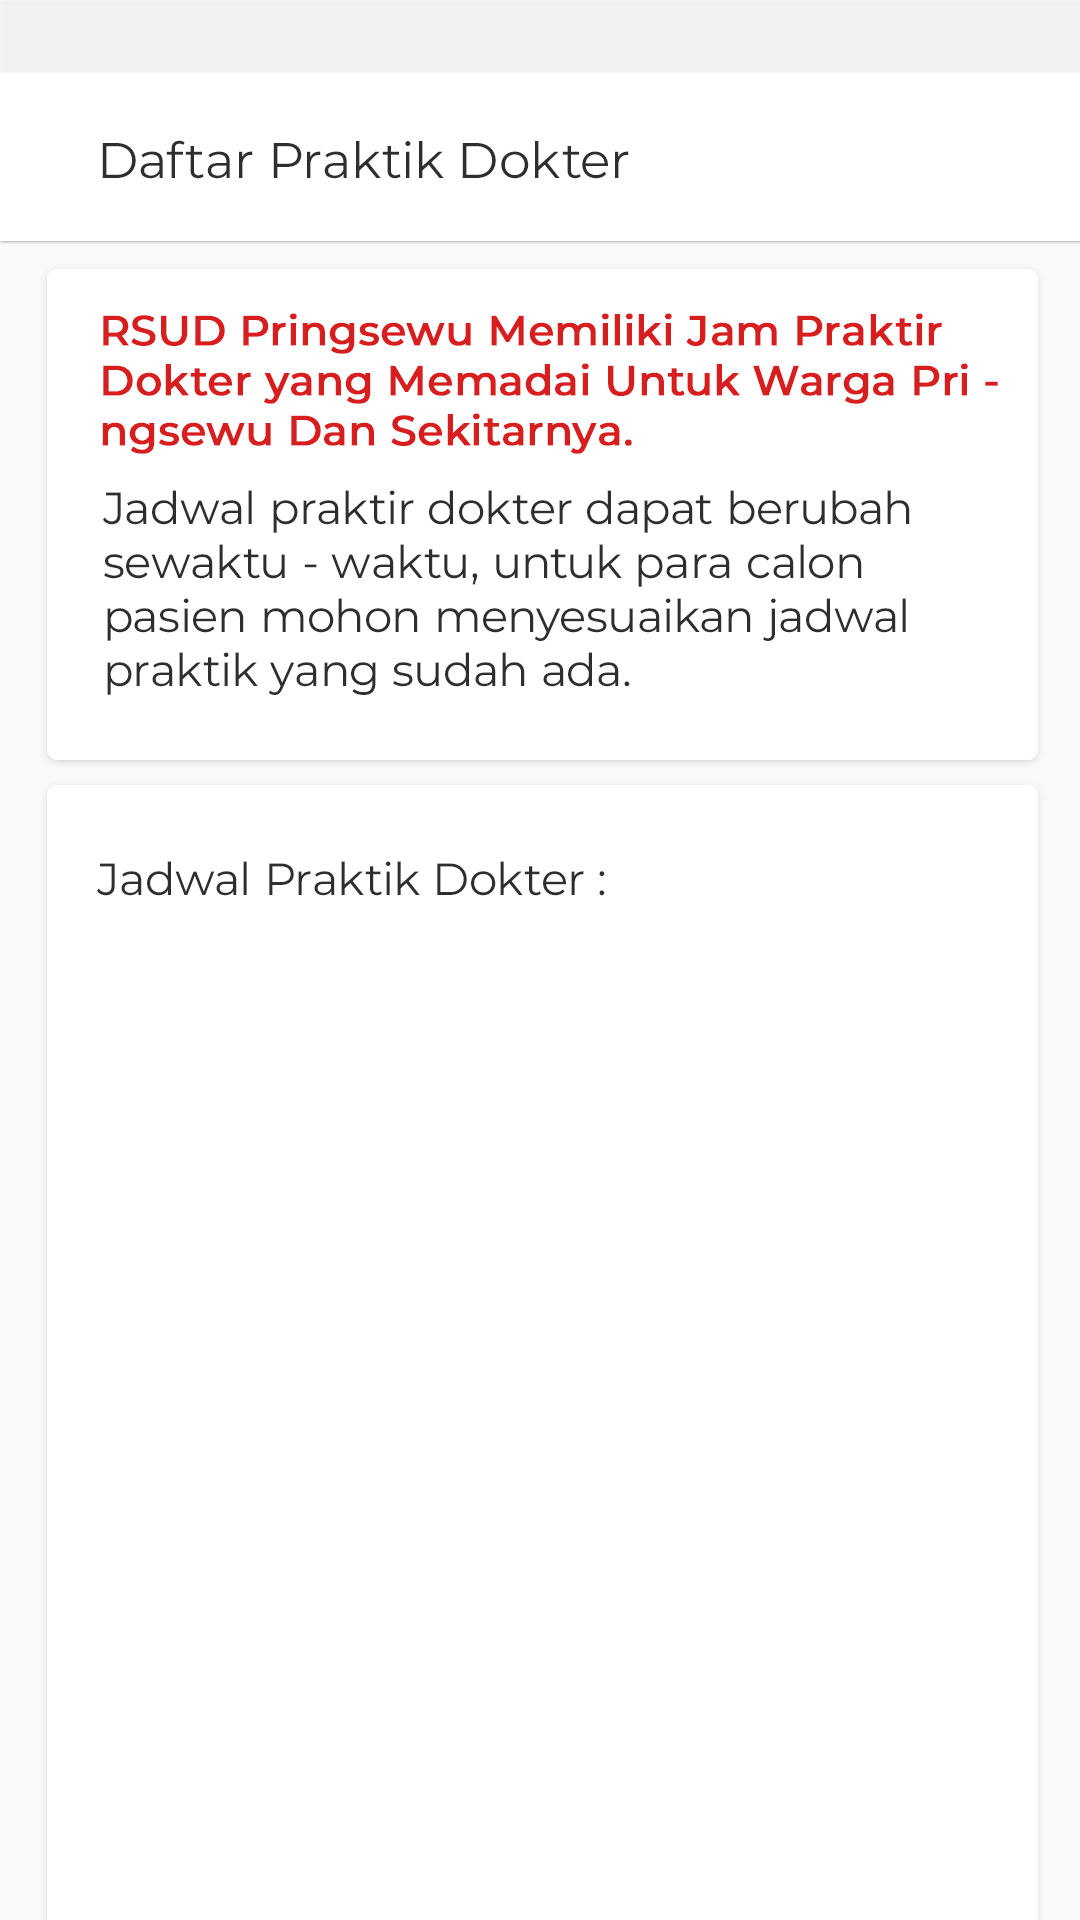 Daftar Praktik Dokter
RSUD Pringsewu Memiliki Jam Praktir
Dokter yang Memadai Untuk Warga Pri -
ngsewu Dan Sekitarnya.
Jadwal praktir dokter dapat berubah
sewaktu - waktu, untuk para calon
pasien mohon menyesuaikan jadwal
praktik yang sudah ada.
Jadwal Praktik Dokter :